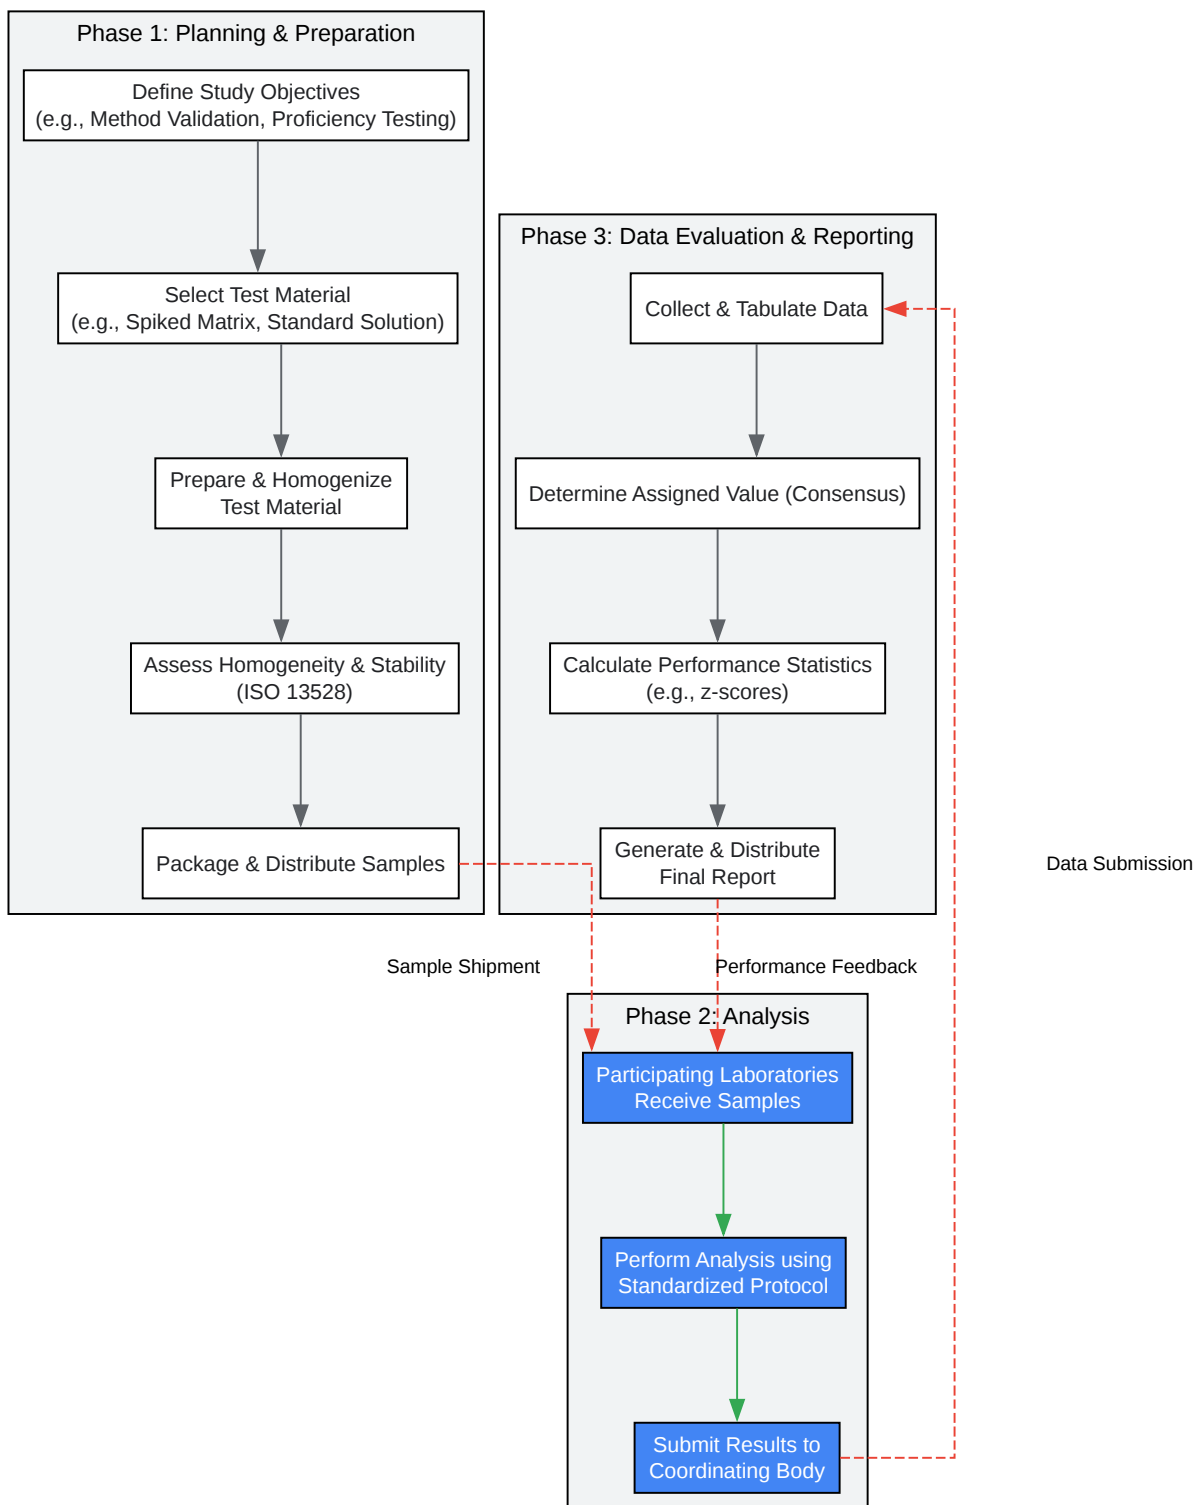 Phase 1: Planning & Preparation
Define Study Objectives
(e.g., Method Validation, Proficiency Testing)
Select Test Material
(e.g., Spiked Matrix, Standard Solution)
Prepare & Homogenize
Test Material
Assess Homogeneity & Stability
(ISO 13528)
Package & Distribute Samples
Phase 3: Data Evaluation & Reporting
Collect & Tabulate Data
Determine Assigned Value (Consensus)
Calculate Performance Statistics
(e.g., z-scores)
Generate & Distribute
Final Report
Data Submission
Sample Shipment
Performance Feedback
Phase 2: Analysis
Participating Laboratories
Receive Samples
Perform Analysis using
Standardized Protocol
Submit Results to
Coordinating Body